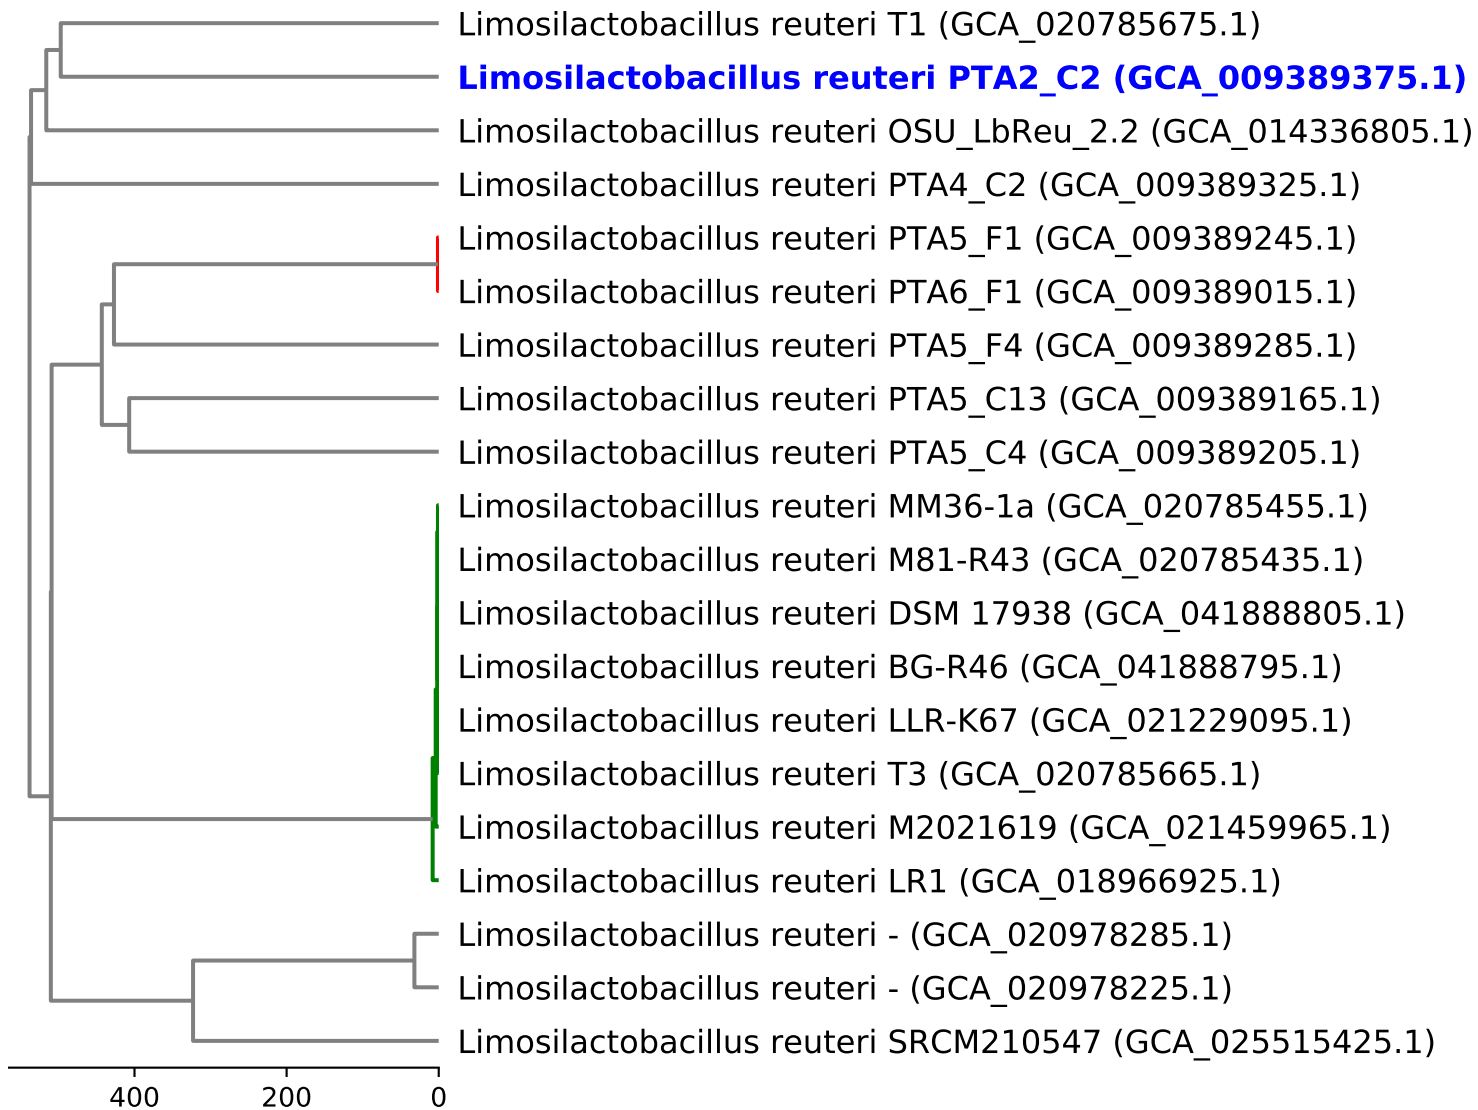 Limosilactobacillus reuteri T1 (GCA_020785675.1)
Limosilactobacillus reuteri PTA2_C2 (GCA_009389375.1)
Limosilactobacillus reuteri OSU_LbReu_2.2 (GCA_014336805.1)
Limosilactobacillus reuteri PTA4_C2 (GCA_009389325.1)
Limosilactobacillus reuteri PTA5_F1 (GCA_009389245.1)
Limosilactobacillus reuteri PTA6_F1 (GCA_009389015.1)
Limosilactobacillus reuteri PTA5_F4 (GCA_009389285.1)
Limosilactobacillus reuteri PTA5_C13 (GCA_009389165.1)
Limosilactobacillus reuteri PTA5_C4 (GCA_009389205.1)
Limosilactobacillus reuteri MM36-1a (GCA_020785455.1)
Limosilactobacillus reuteri M81-R43 (GCA_020785435.1)
Limosilactobacillus reuteri DSM 17938 (GCA_041888805.1)
Limosilactobacillus reuteri BG-R46 (GCA_041888795.1)
Limosilactobacillus reuteri LLR-K67 (GCA_021229095.1)
Limosilactobacillus reuteri T3 (GCA_020785665.1)
Limosilactobacillus reuteri M2021619 (GCA_021459965.1)
Limosilactobacillus reuteri LR1 (GCA_018966925.1)
Limosilactobacillus reuteri - (GCA_020978285.1)
Limosilactobacillus reuteri - (GCA_020978225.1)
Limosilactobacillus reuteri SRCM210547 (GCA_025515425.1)
400 200 0